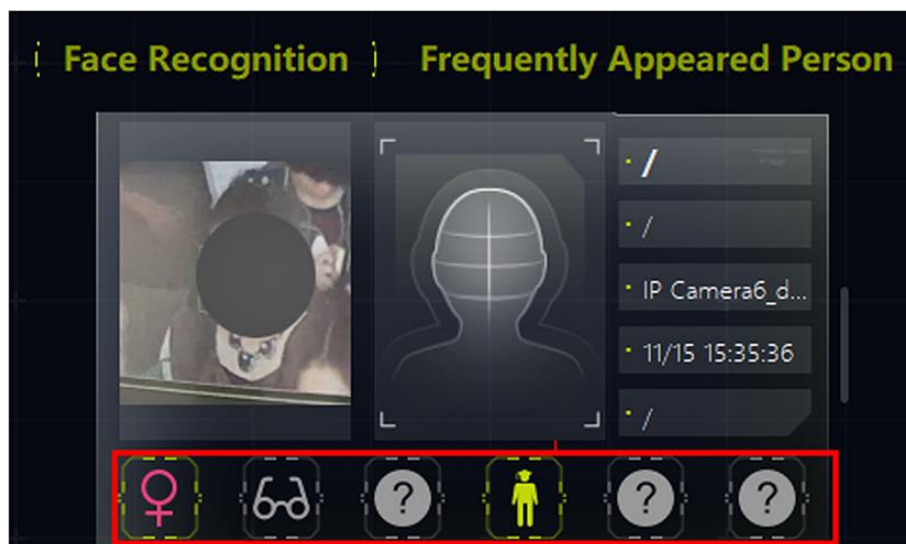 Face Recognition Frequently Appeared Person
/
/
IP Camera6_d...
11/15 15:35:36
/
? ? ?